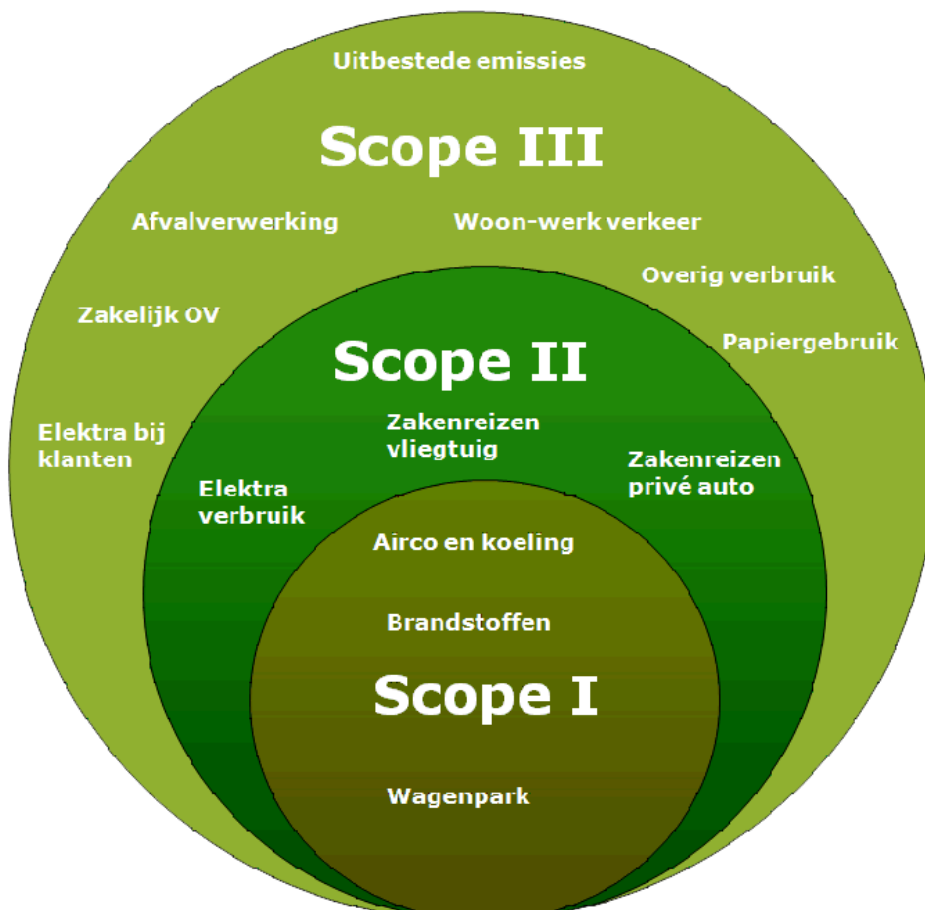 Uitbestede emissies
Scope III
Afvalverwerking
Woon-werk verkeer
Overig verbruik
Zakelijk OV
Papiergebruik
Scope II
Zakenreizen
vliegtuig
Elektra bij
klanten
Zakenreizen
privé auto
Elektra
verbruik
Airco en koeling
Brandstoffen
Scope I
Wagenpark